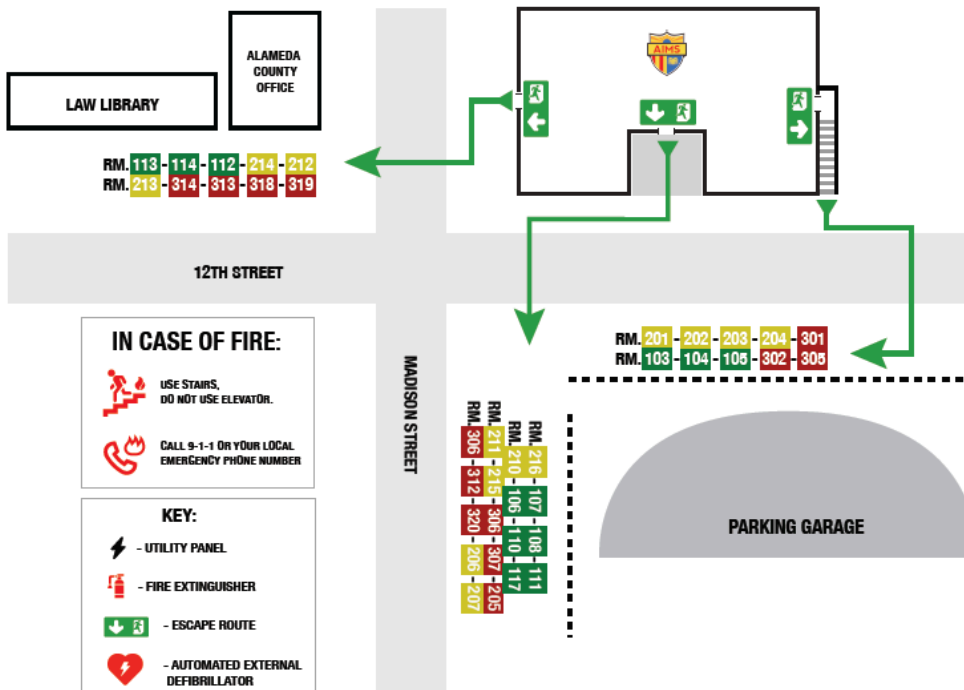 LAW LIBRARY
ALAMEDA
COUNTY
OFFICE
AIMS
RM. 113 - 114 - 112 - 214 - 212
RM. 213 - 314 - 313 - 318 - 319
12TH STREET
MADISON STREET
RM. 201 - 202 - 203 - 204 - 301
RM. 103 - 104 - 105 - 302 - 305
RM. 216 - 107 - 108 - 111
RM. 210 - 106 - 110 - 117
RM. 211 - 215 - 306 - 307 - 205
RM. 306 - 312 - 320 - 206 - 207
PARKING GARAGE
IN CASE OF FIRE:
USE STAIRS,
DO NOT USE ELEVATOR.
CALL 9-1-1 OR YOUR LOCAL
EMERGENCY PHONE NUMBER
KEY:
- UTILITY PANEL
- FIRE EXTINGUISHER
- ESCAPE ROUTE
- AUTOMATED EXTERNAL
DEFIBRILLATOR